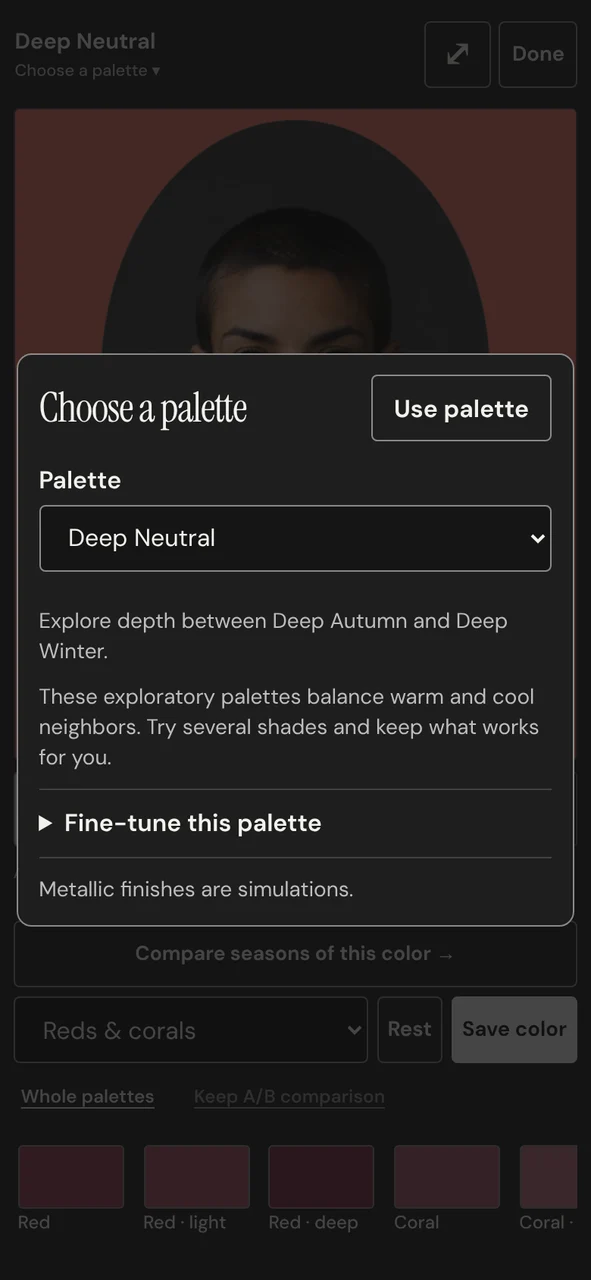 Deep Neutral
Choose a palette ▾
Done
Choose a palette
Use palette
Palette
Deep Neutral
Explore depth between Deep Autumn and Deep
Winter.
These exploratory palettes balance warm and cool
neighbors. Try several shades and keep what works
for you.
▶ Fine-tune this palette
Metallic finishes are simulations.
Compare seasons of this color →
Reds & corals
Rest
Save color
Whole palettes
Keep A/B comparison
Red
Red · light
Red · deep
Coral
Coral ·